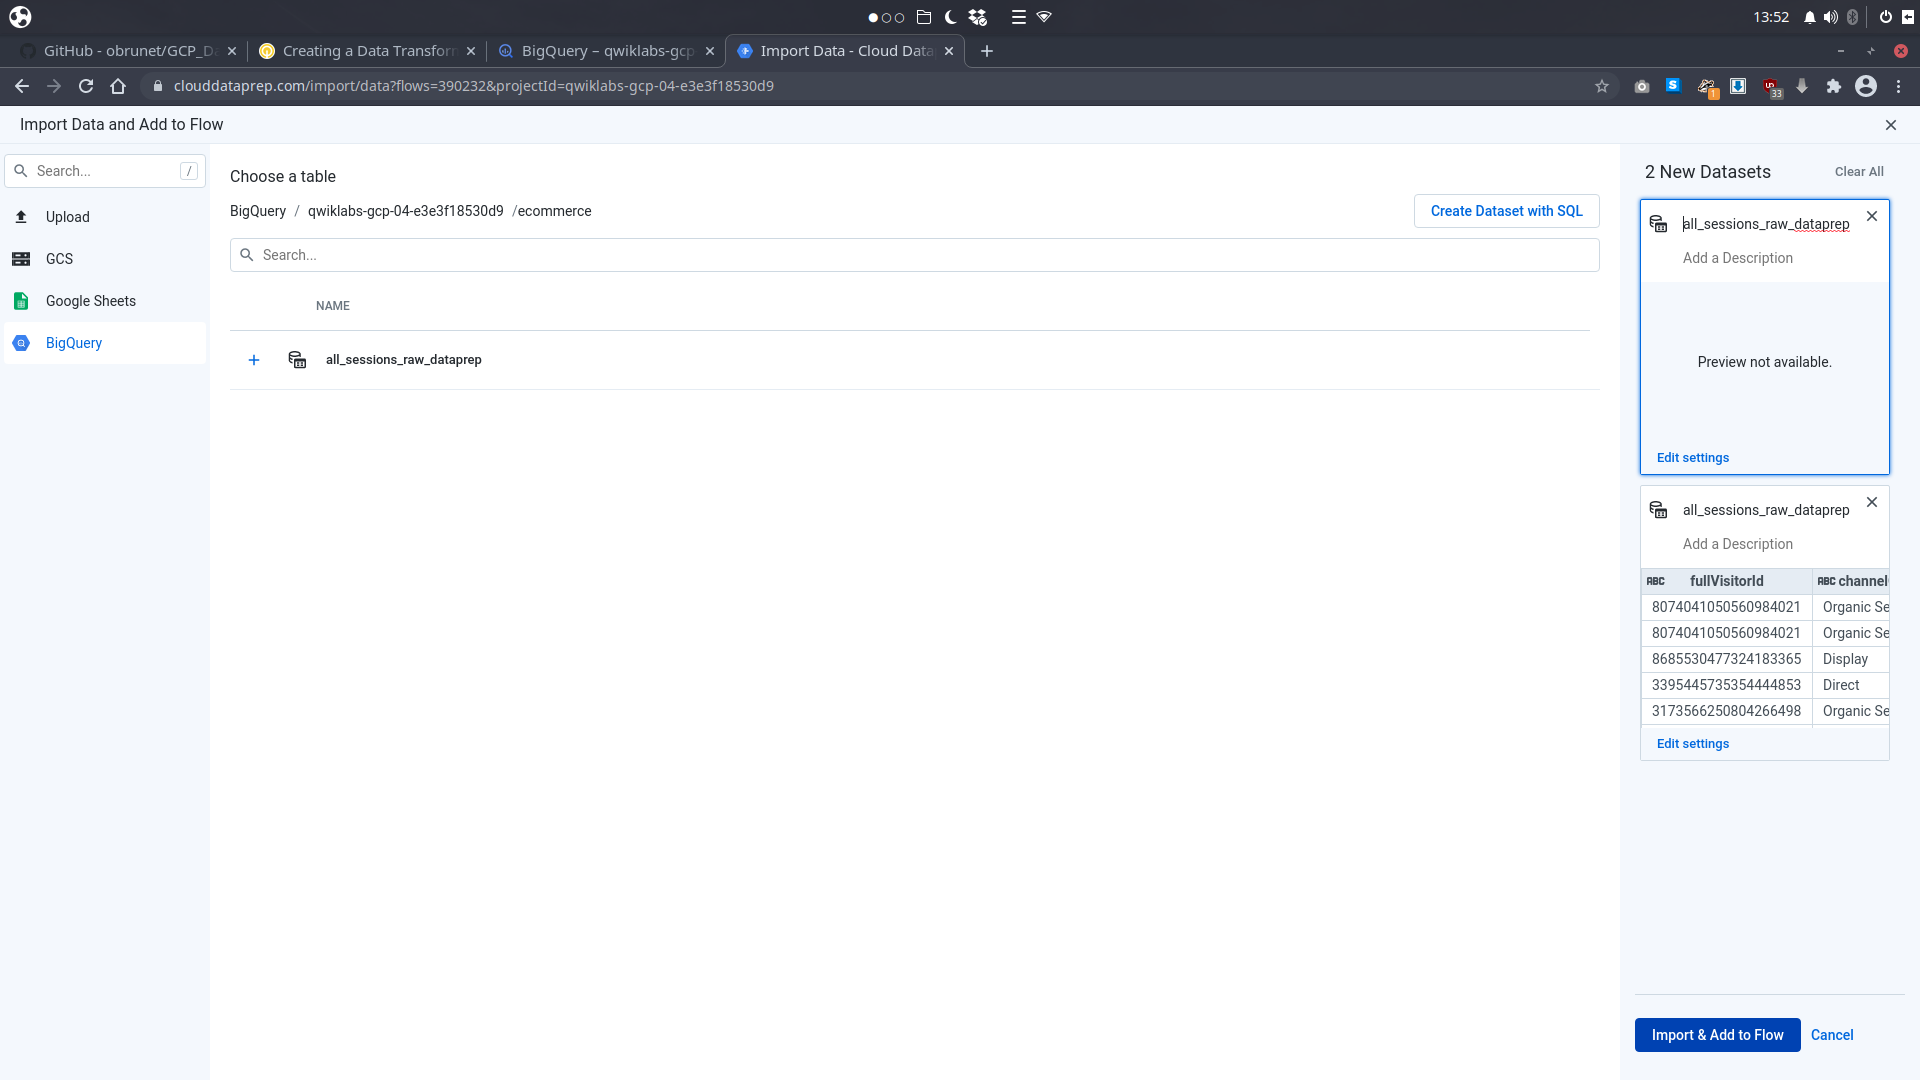 13:52
GitHub - obrunet/GCP_Da
Creating a Data Transform
BigQuery – qwiklabs-gcp
Import Data - Cloud Data
clouddataprep.com/import/data?flows=390232&projectId=qwiklabs-gcp-04-e3e3f18530d9
1
33
Import Data and Add to Flow
Search... /
Upload
GCS
Google Sheets
BigQuery
Choose a table
BigQuery / qwiklabs-gcp-04-e3e3f18530d9 /ecommerce
Create Dataset with SQL
Search...
NAME
all_sessions_raw_dataprep
2 New Datasets
Clear All
all_sessions_raw_dataprep
Add a Description
Preview not available.
Edit settings
all_sessions_raw_dataprep
Add a Description
ABC fullVisitorId ABC channel
8074041050560984021 Organic Se
8074041050560984021 Organic Se
8685530477324183365 Display
3395445735354444853 Direct
3173566250804266498 Organic Se
Edit settings
Import & Add to Flow
Cancel